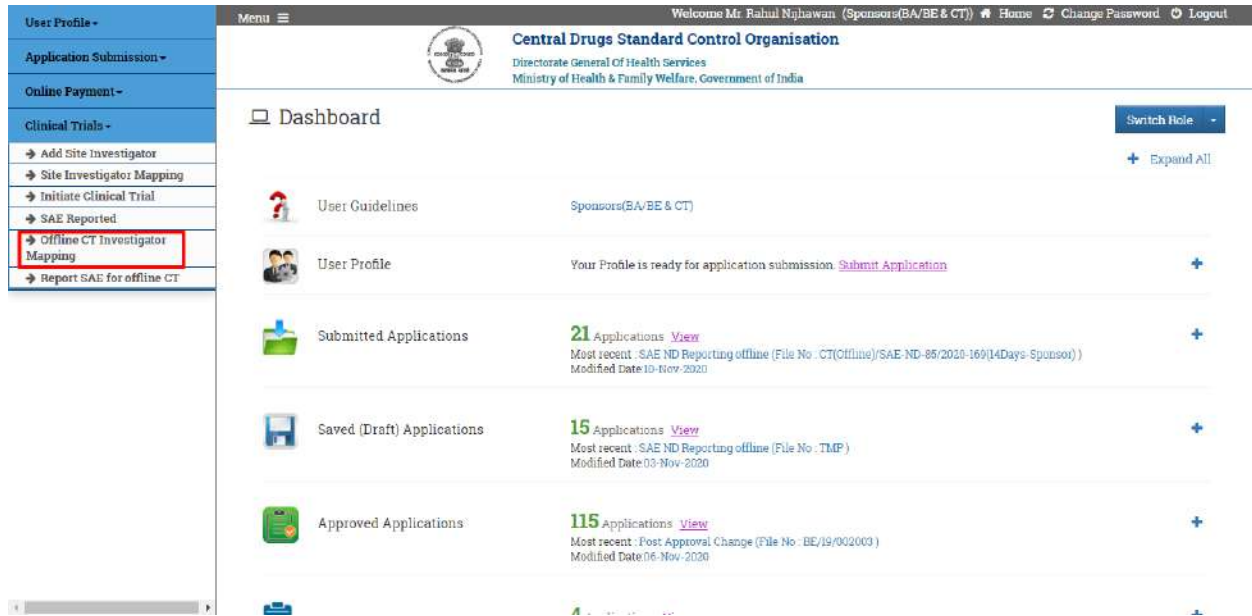 User Profile
Application Submission
Online Payment
Clinical Trials
Add Site Investigator
Site Investigator Mapping
Initiate Clinical Trial
SAE Reported
Offline CT Investigator
Mapping
Report SAE for offline CT
Menu
Welcome Mr. Rahul Nijhawan (Sponsors(BA/BE & CT)) Home Change Password Logout
Central Drugs Standard Control Organisation
Directorate General Of Health Services
Ministry of Health & Family Welfare, Government of India
Dashboard
Switch Role
Expand All
User Guidelines
Sponsors(BA/BE & CT)
User Profile
Your Profile is ready for application submission. Submit Application
Submitted Applications
21 Applications View
Most recent : SAE ND Reporting offline (File No : CT(Offline)/SAE-ND-85/2020-169(14Days-Sponsor) )
Modified Date:10-Nov-2020
Saved (Draft) Applications
15 Applications View
Most recent : SAE ND Reporting offline (File No : TMP )
Modified Date:03-Nov-2020
Approved Applications
115 Applications View
Most recent : Post Approval Change (File No : BE/19/002003 )
Modified Date:06-Nov-2020
4